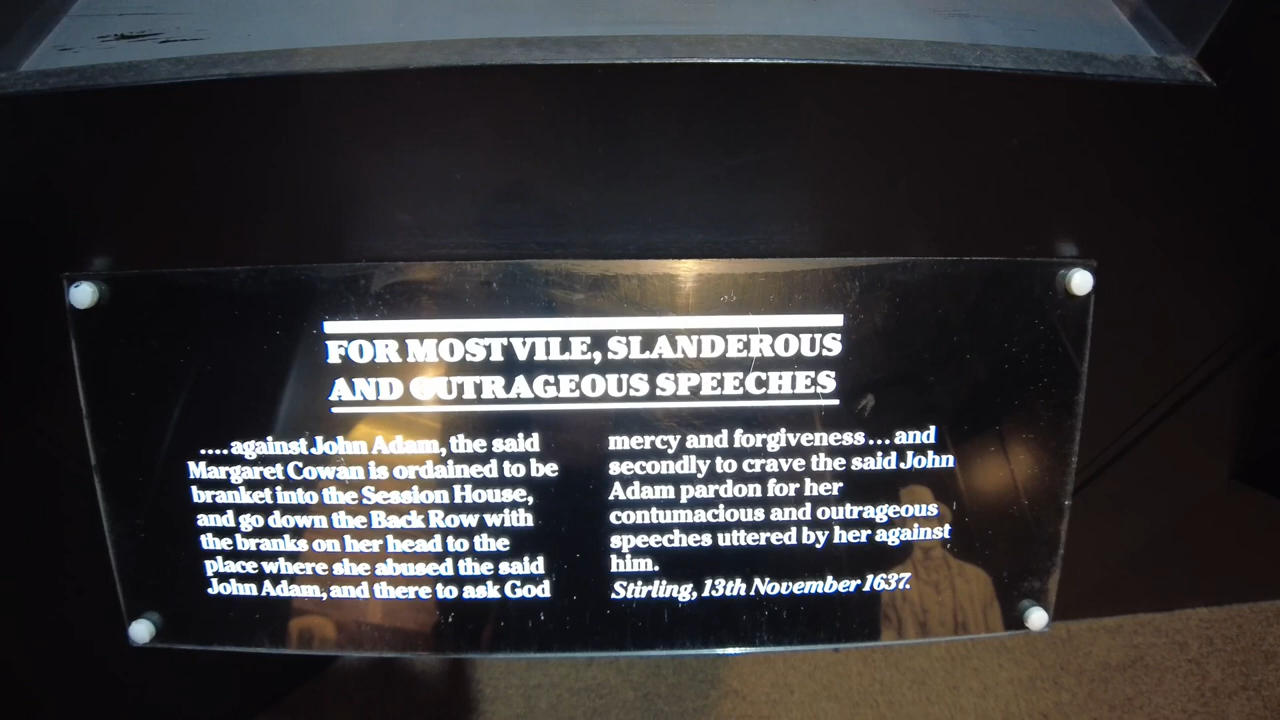 FOR MOST VILE, SLANDEROUS
AND OUTRAGEOUS SPEECHES
....against John Adam, the said
Margaret Cowan is ordained to be
branket into the Session House,
and go down the Back Row with
the branks on her head to the
place where she abused the said
John Adam, and there to ask God
mercy and forgiveness...and
secondly to crave the said John
Adam pardon for her
contumacious and outrageous
speeches uttered by her against
him.
Stirling, 13th November 1637.